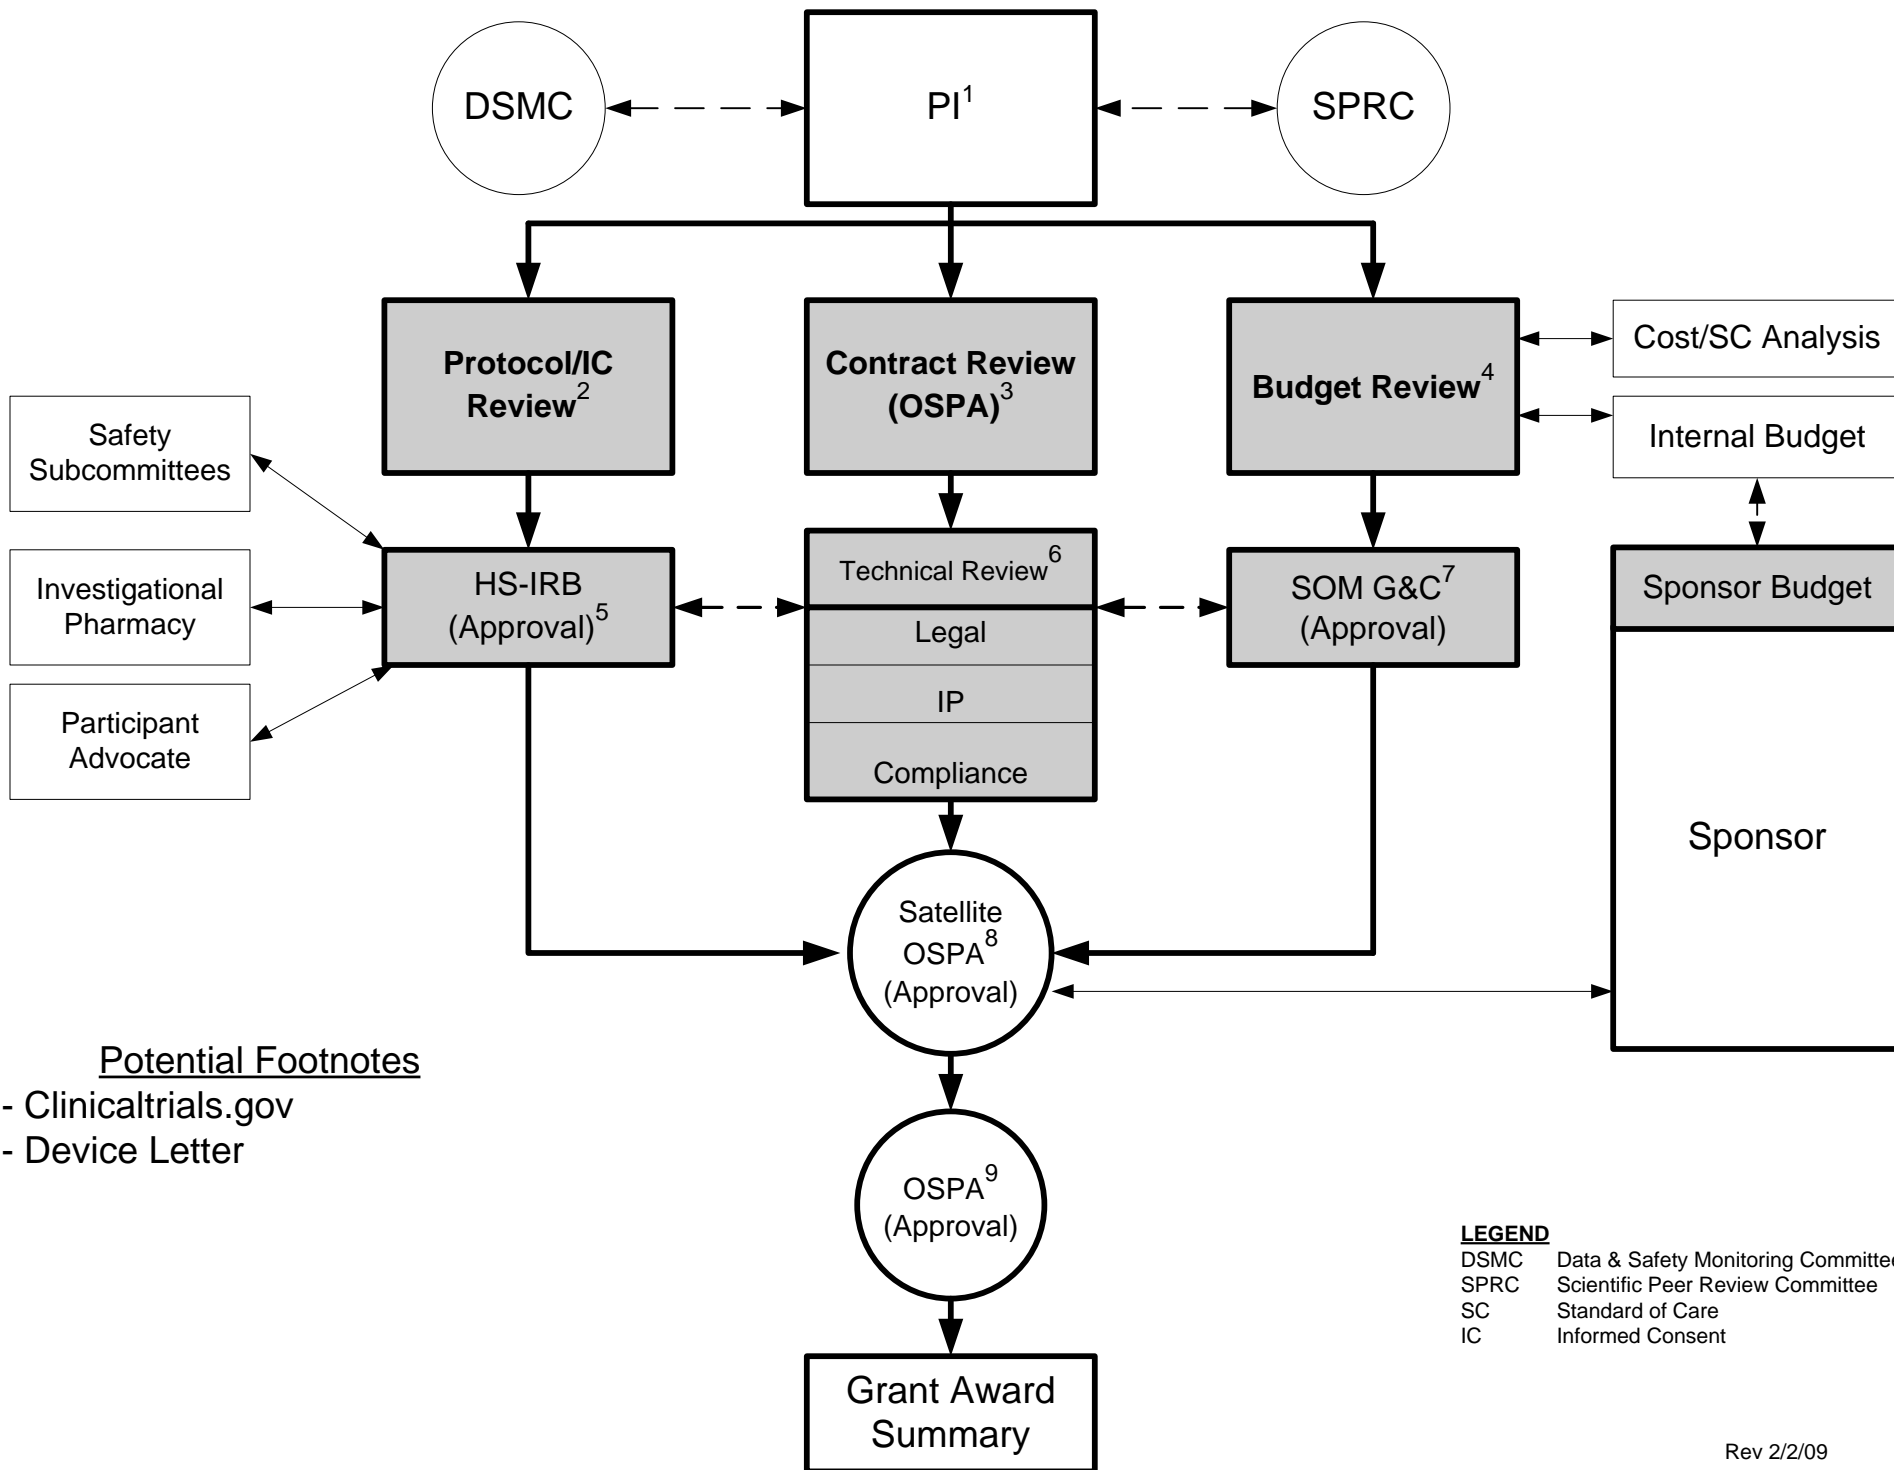 DSMC
PI1
SPRC
Protocol/IC
Review2
Contract Review
(OSPA)3
Budget Review4
Cost/SC Analysis
Internal Budget
Safety
Subcommittees
Investigational
Pharmacy
Participant
Advocate
HS-IRB
(Approval)5
Technical Review6
Legal
IP
Compliance
SOM G&C7
(Approval)
Sponsor Budget
Sponsor
Satellite
OSPA8
(Approval)
Potential Footnotes
- Clinicaltrials.gov
- Device Letter
OSPA9
(Approval)
LEGEND
DSMC Data & Safety Monitoring Committee
SPRC Scientific Peer Review Committee
SC Standard of Care
IC Informed Consent
Grant Award
Summary
Rev 2/2/09